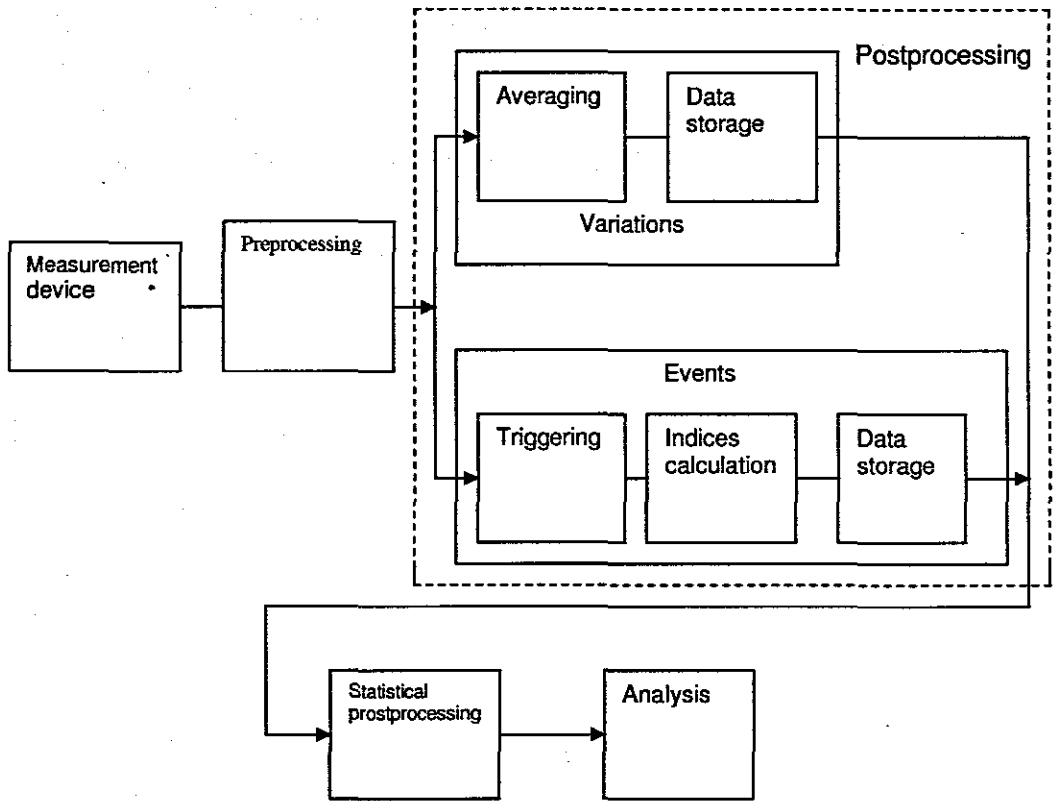 Postprocessing
Averaging
Data
storage
Variations
Measurement
device
Preprocessing
Events
Triggering
Indices
calculation
Data
storage
Statistical
prostprocessing
Analysis